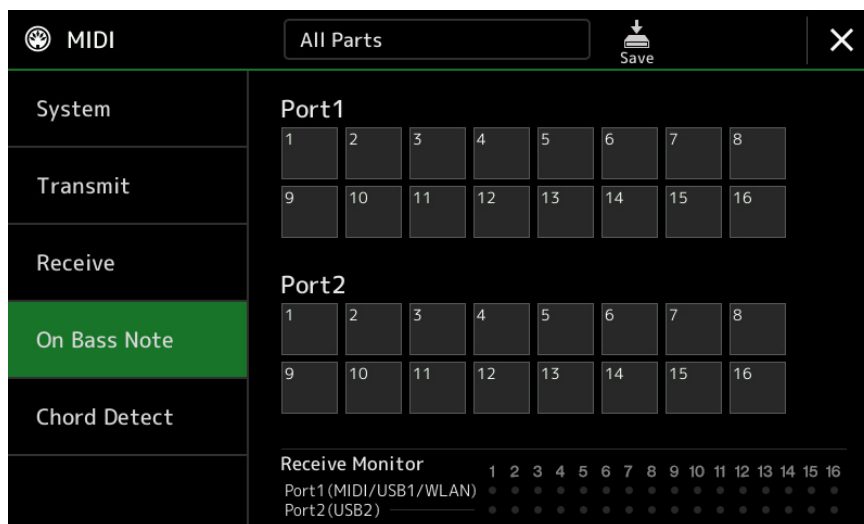 MIDI
All Parts
Save
System
Transmit
Receive
On Bass Note
Chord Detect
Port1
1 2 3 4 5 6 7 8
9 10 11 12 13 14 15 16
Port2
1 2 3 4 5 6 7 8
9 10 11 12 13 14 15 16
Receive Monitor 1 2 3 4 5 6 7 8 9 10 11 12 13 14 15 16
Port1(MIDI/USB1/WLAN)
Port2(USB2)